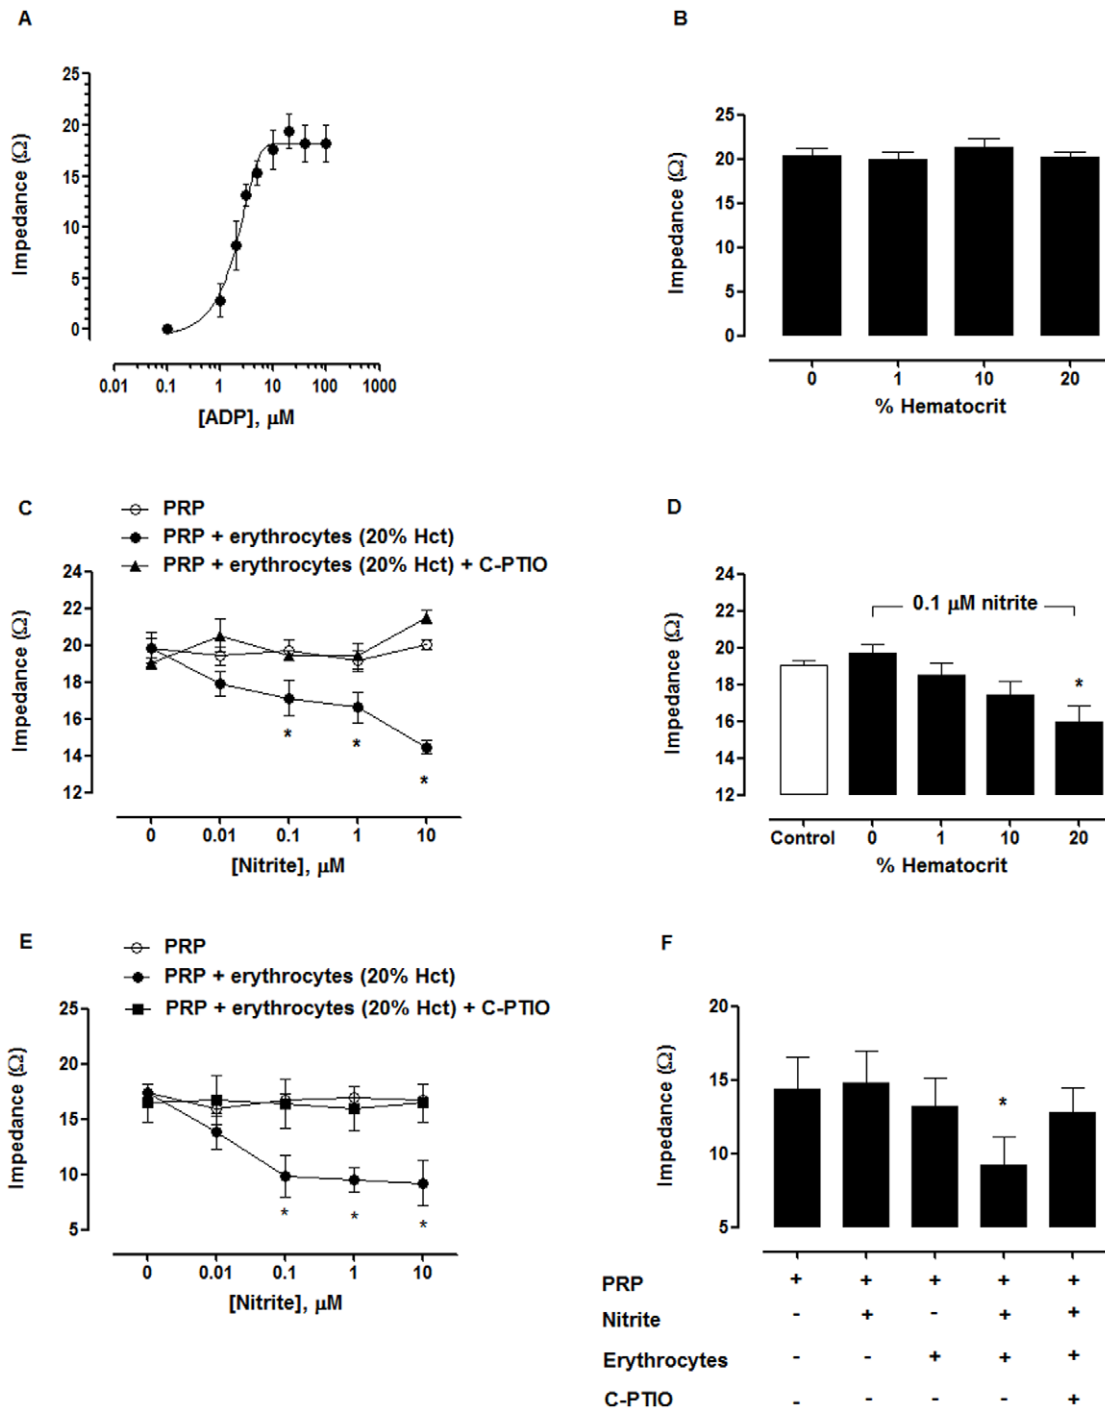 A
Impedance (Ω)
25
20
15
10
5
0
0.01 0.1 1 10 100 1000
[ADP], μM
B
Impedance (Ω)
25
20
15
10
5
0
0 1 10 20
% Hematocrit
C
PRP
PRP + erythrocytes (20% Hct)
PRP + erythrocytes (20% Hct) + C-PTIO
Impedance (Ω)
24
22
20
18
16
14
12
* * *
0 0.01 0.1 1 10
[Nitrite], μM
D
Impedance (Ω)
24
22
20
18
16
14
12
0.1 μM nitrite
*
Control 0 1 10 20
% Hematocrit
E
PRP
PRP + erythrocytes (20% Hct)
PRP + erythrocytes (20% Hct) + C-PTIO
Impedance (Ω)
25
20
15
10
5
* * *
0 0.01 0.1 1 10
[Nitrite], μM
F
Impedance (Ω)
20
15
10
5
*
PRP + + + + +
Nitrite - + - + +
Erythrocytes - - + + +
C-PTIO - - - - +